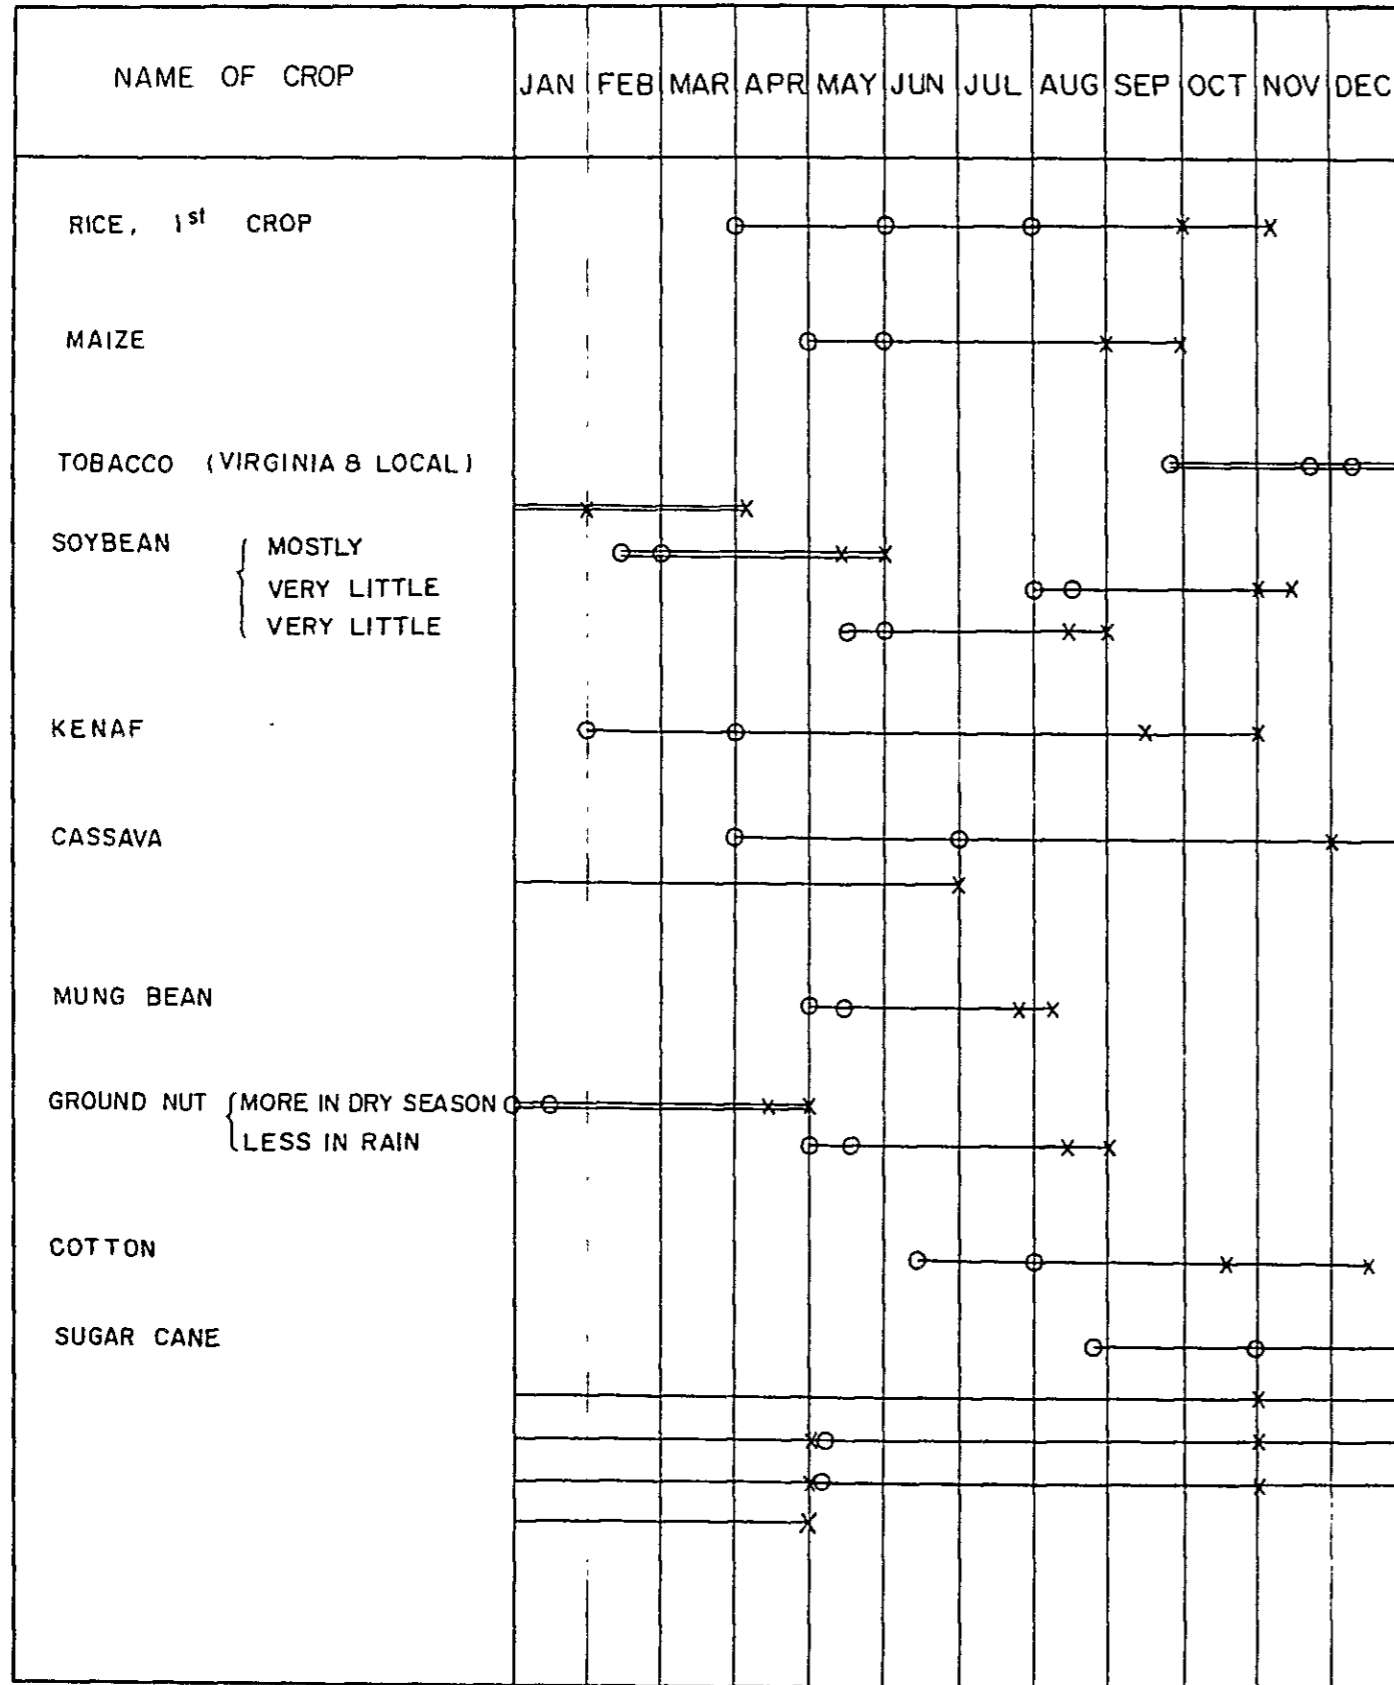 NAME OF CROP JAN FEB MAR APR MAY JUN JUL AUG SEP OCT NOV DEC
RICE, 1st CROP
MAIZE
TOBACCO (VIRGINIA & LOCAL)
SOYBEAN { MOSTLY
VERY LITTLE
VERY LITTLE
KENAF
CASSAVA
MUNG BEAN
GROUND NUT { MORE IN DRY SEASON
LESS IN RAIN
COTTON
SUGAR CANE